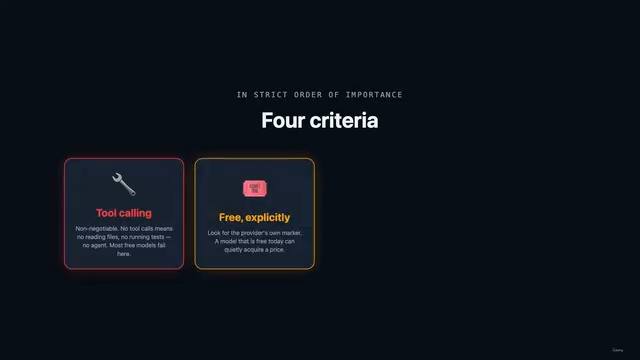 IN STRICT ORDER OF IMPORTANCE
Four criteria
Tool calling
Non-negotiable. No tool calls means
no reading files, no running tests —
no agent. Most free models fail
here.
ADMIT
ONE
Free, explicitly
Look for the provider's own marker.
A model that is free today can
quietly acquire a price.